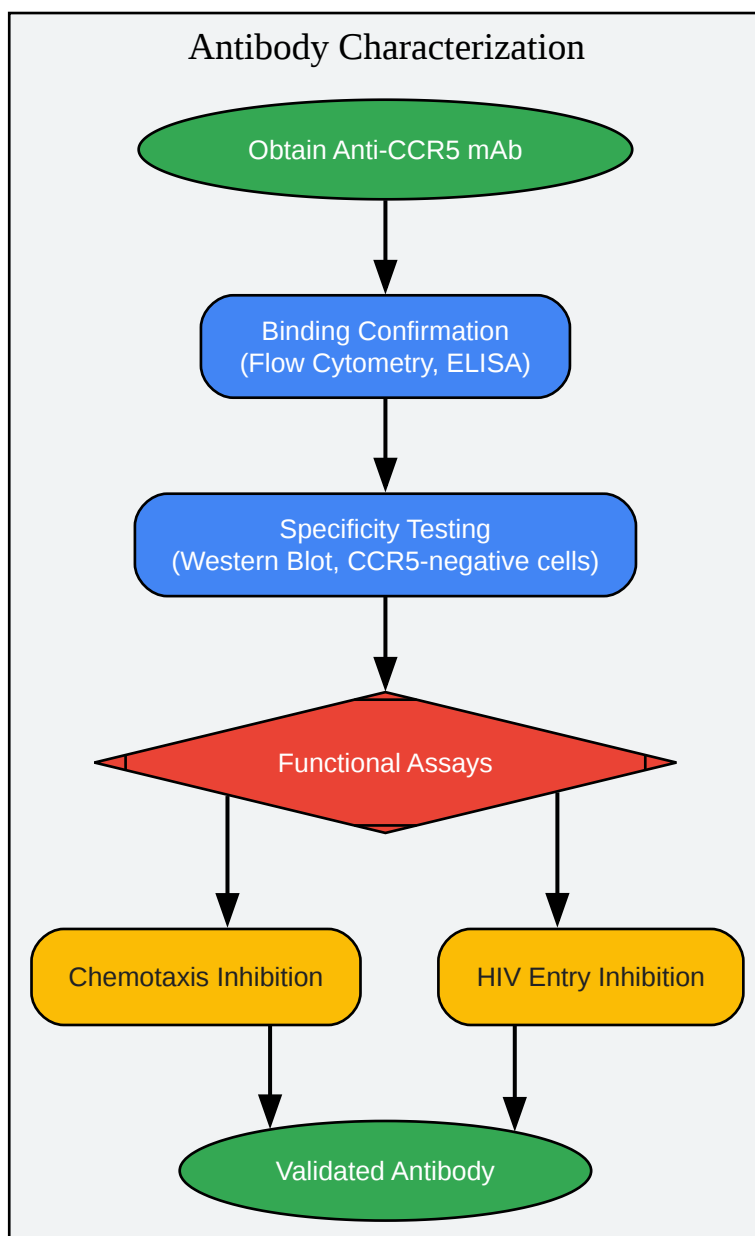 Antibody Characterization
Obtain Anti-CCR5 mAb
Binding Confirmation
(Flow Cytometry, ELISA)
Specificity Testing
(Western Blot, CCR5-negative cells)
Functional Assays
Chemotaxis Inhibition
HIV Entry Inhibition
Validated Antibody